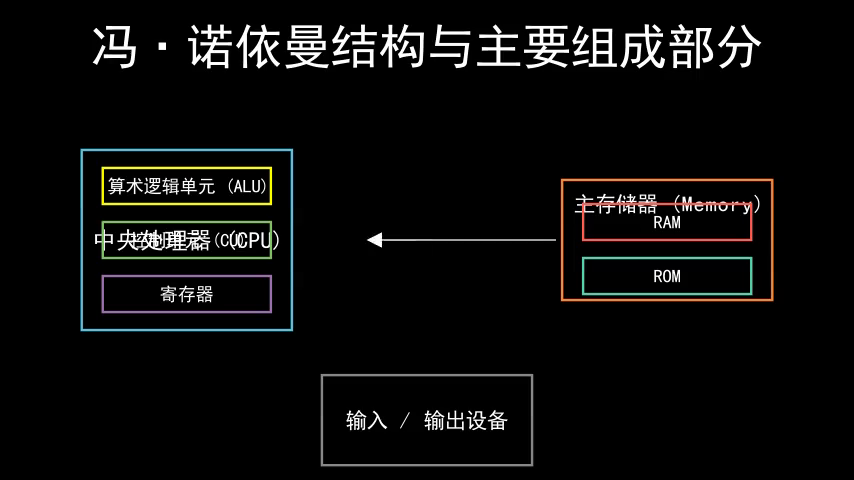 冯·诺依曼结构与主要组成部分
算术逻辑单元 (ALU)
中央处理器 (CPU)
控制单元 (CU)
寄存器
主存储器 (Memory)
RAM
ROM
输入 / 输出设备